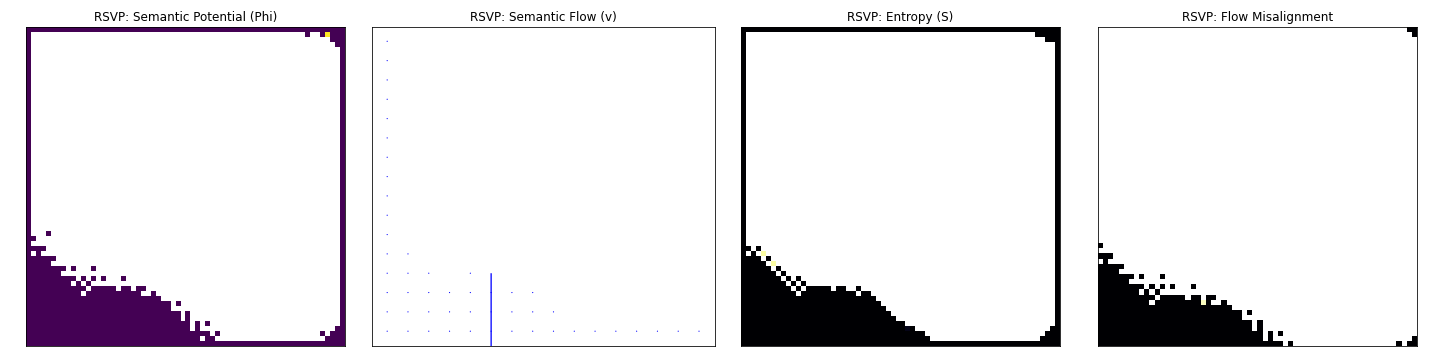 RSVP: Semantic Potential (Phi)
RSVP: Semantic Flow (v)
RSVP: Entropy (S)
RSVP: Flow Misalignment